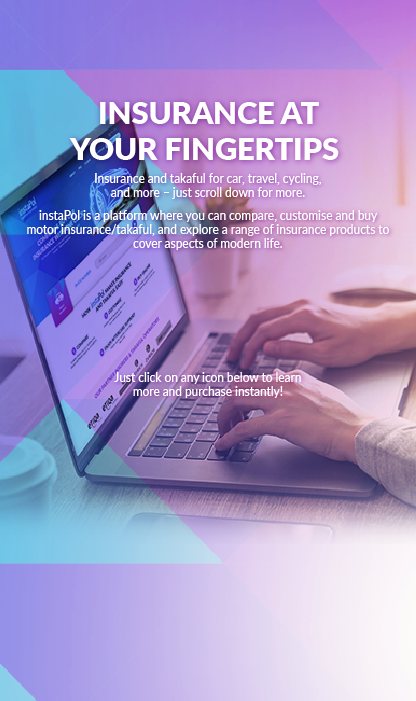 INSURANCE AT
YOUR FINGERTIPS
Insurance and takaful for car, travel, cycling,
and more – just scroll down for more.
instaPol is a platform where you can compare, customise and buy
motor insurance/takaful, and explore a range of insurance products to
cover aspects of modern life.
Just click on any icon below to learn
more and purchase instantly!